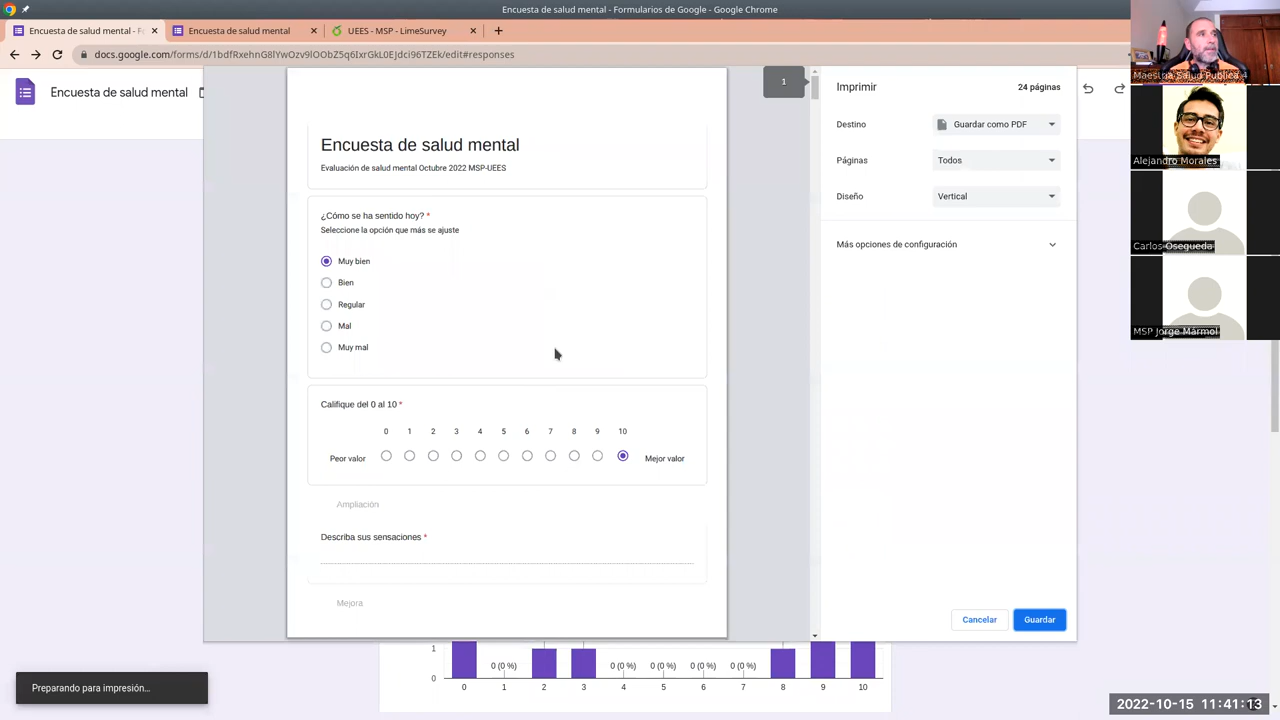 Encuesta de salud mental - Formularios de Google - Google Chrome
Encuesta de salud mental - F
Encuesta de salud mental
UEES - MSP - LimeSurvey
docs.google.com/forms/d/1bdfRxehnG8lYwOzv9lOObZ5q6IxrGkL0EJdci96TZEk/edit#responses
Encuesta de salud mental
1
Encuesta de salud mental
Evaluación de salud mental Octubre 2022 MSP-UEES
¿Cómo se ha sentido hoy? *
Seleccione la opción que más se ajuste
Muy bien
Bien
Regular
Mal
Muy mal
Califique del 0 al 10 *
0 1 2 3 4 5 6 7 8 9 10
Peor valor
Mejor valor
Ampliación
Describa sus sensaciones *
Mejora
Imprimir
24 páginas
Destino
Guardar como PDF
Páginas
Todos
Diseño
Vertical
Más opciones de configuración
Cancelar
Guardar
Maestria Salud Publica 4
Alejandro Morales
Carlos Osegueda
MSP Jorge Mármol
1
0 (0 %) 0 (0 %) 0 (0 %) 0 (0 %) 0 (0 %)
0
0 1 2 3 4 5 6 7 8 9 10
Preparando para impresión...
2022-10-15 11:41:13